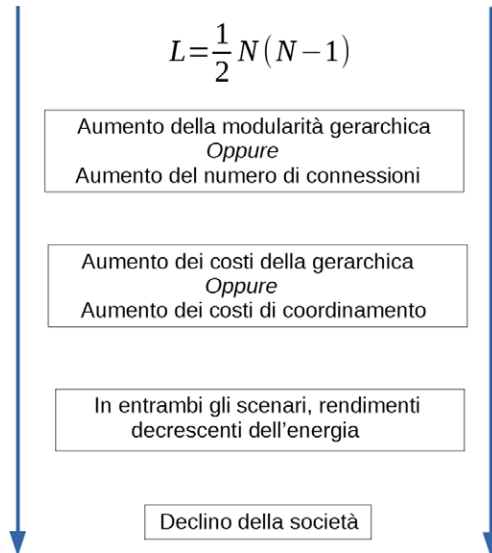 L=1/2 N(N−1)
Aumento della modularità gerarchica
Oppure
Aumento del numero di connessioni
Aumento dei costi della gerarchica
Oppure
Aumento dei costi di coordinamento
In entrambi gli scenari, rendimenti
decrescenti dell'energia
Declino della società